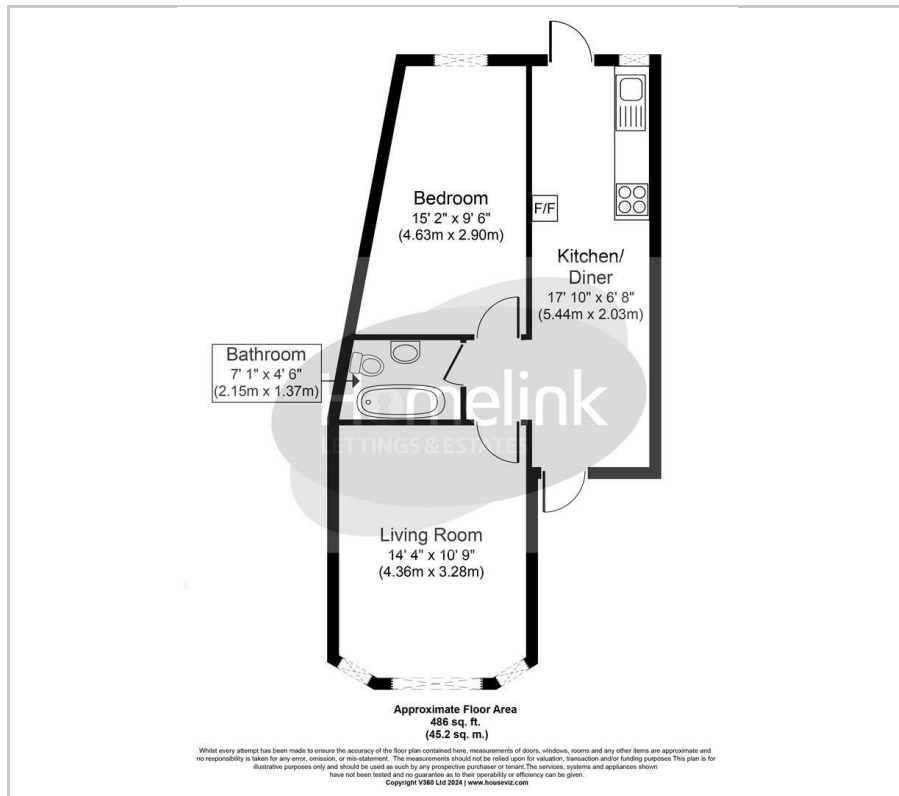 Bedroom
15' 2" x 9' 6"
(4.63m x 2.90m)
F/F
Kitchen/
Diner
17' 10" x 6' 8"
(5.44m x 2.03m)
Bathroom
7' 1" x 4' 6"
(2.15m x 1.37m)
Homelink
LETTINGS & ESTATES
Living Room
14' 4" x 10' 9"
(4.36m x 3.28m)
Approximate Floor Area
486 sq. ft.
(45.2 sq. m.)
Whilst every attempt has been made to ensure the accuracy of the floor plan contained here, measurements of doors, windows, rooms and any other items are approximate and
no responsibility is taken for any error, omission, or mis-statement. The measurements should not be relied upon for valuation, transaction and/or funding purposes This plan is for
illustrative purposes only and should be used as such by any prospective purchaser or tenant.The services, systems and appliances shown
have not been tested and no guarantee as to their operability or efficiency can be given.
Copyright V360 Ltd 2024 | www.houseviz.com